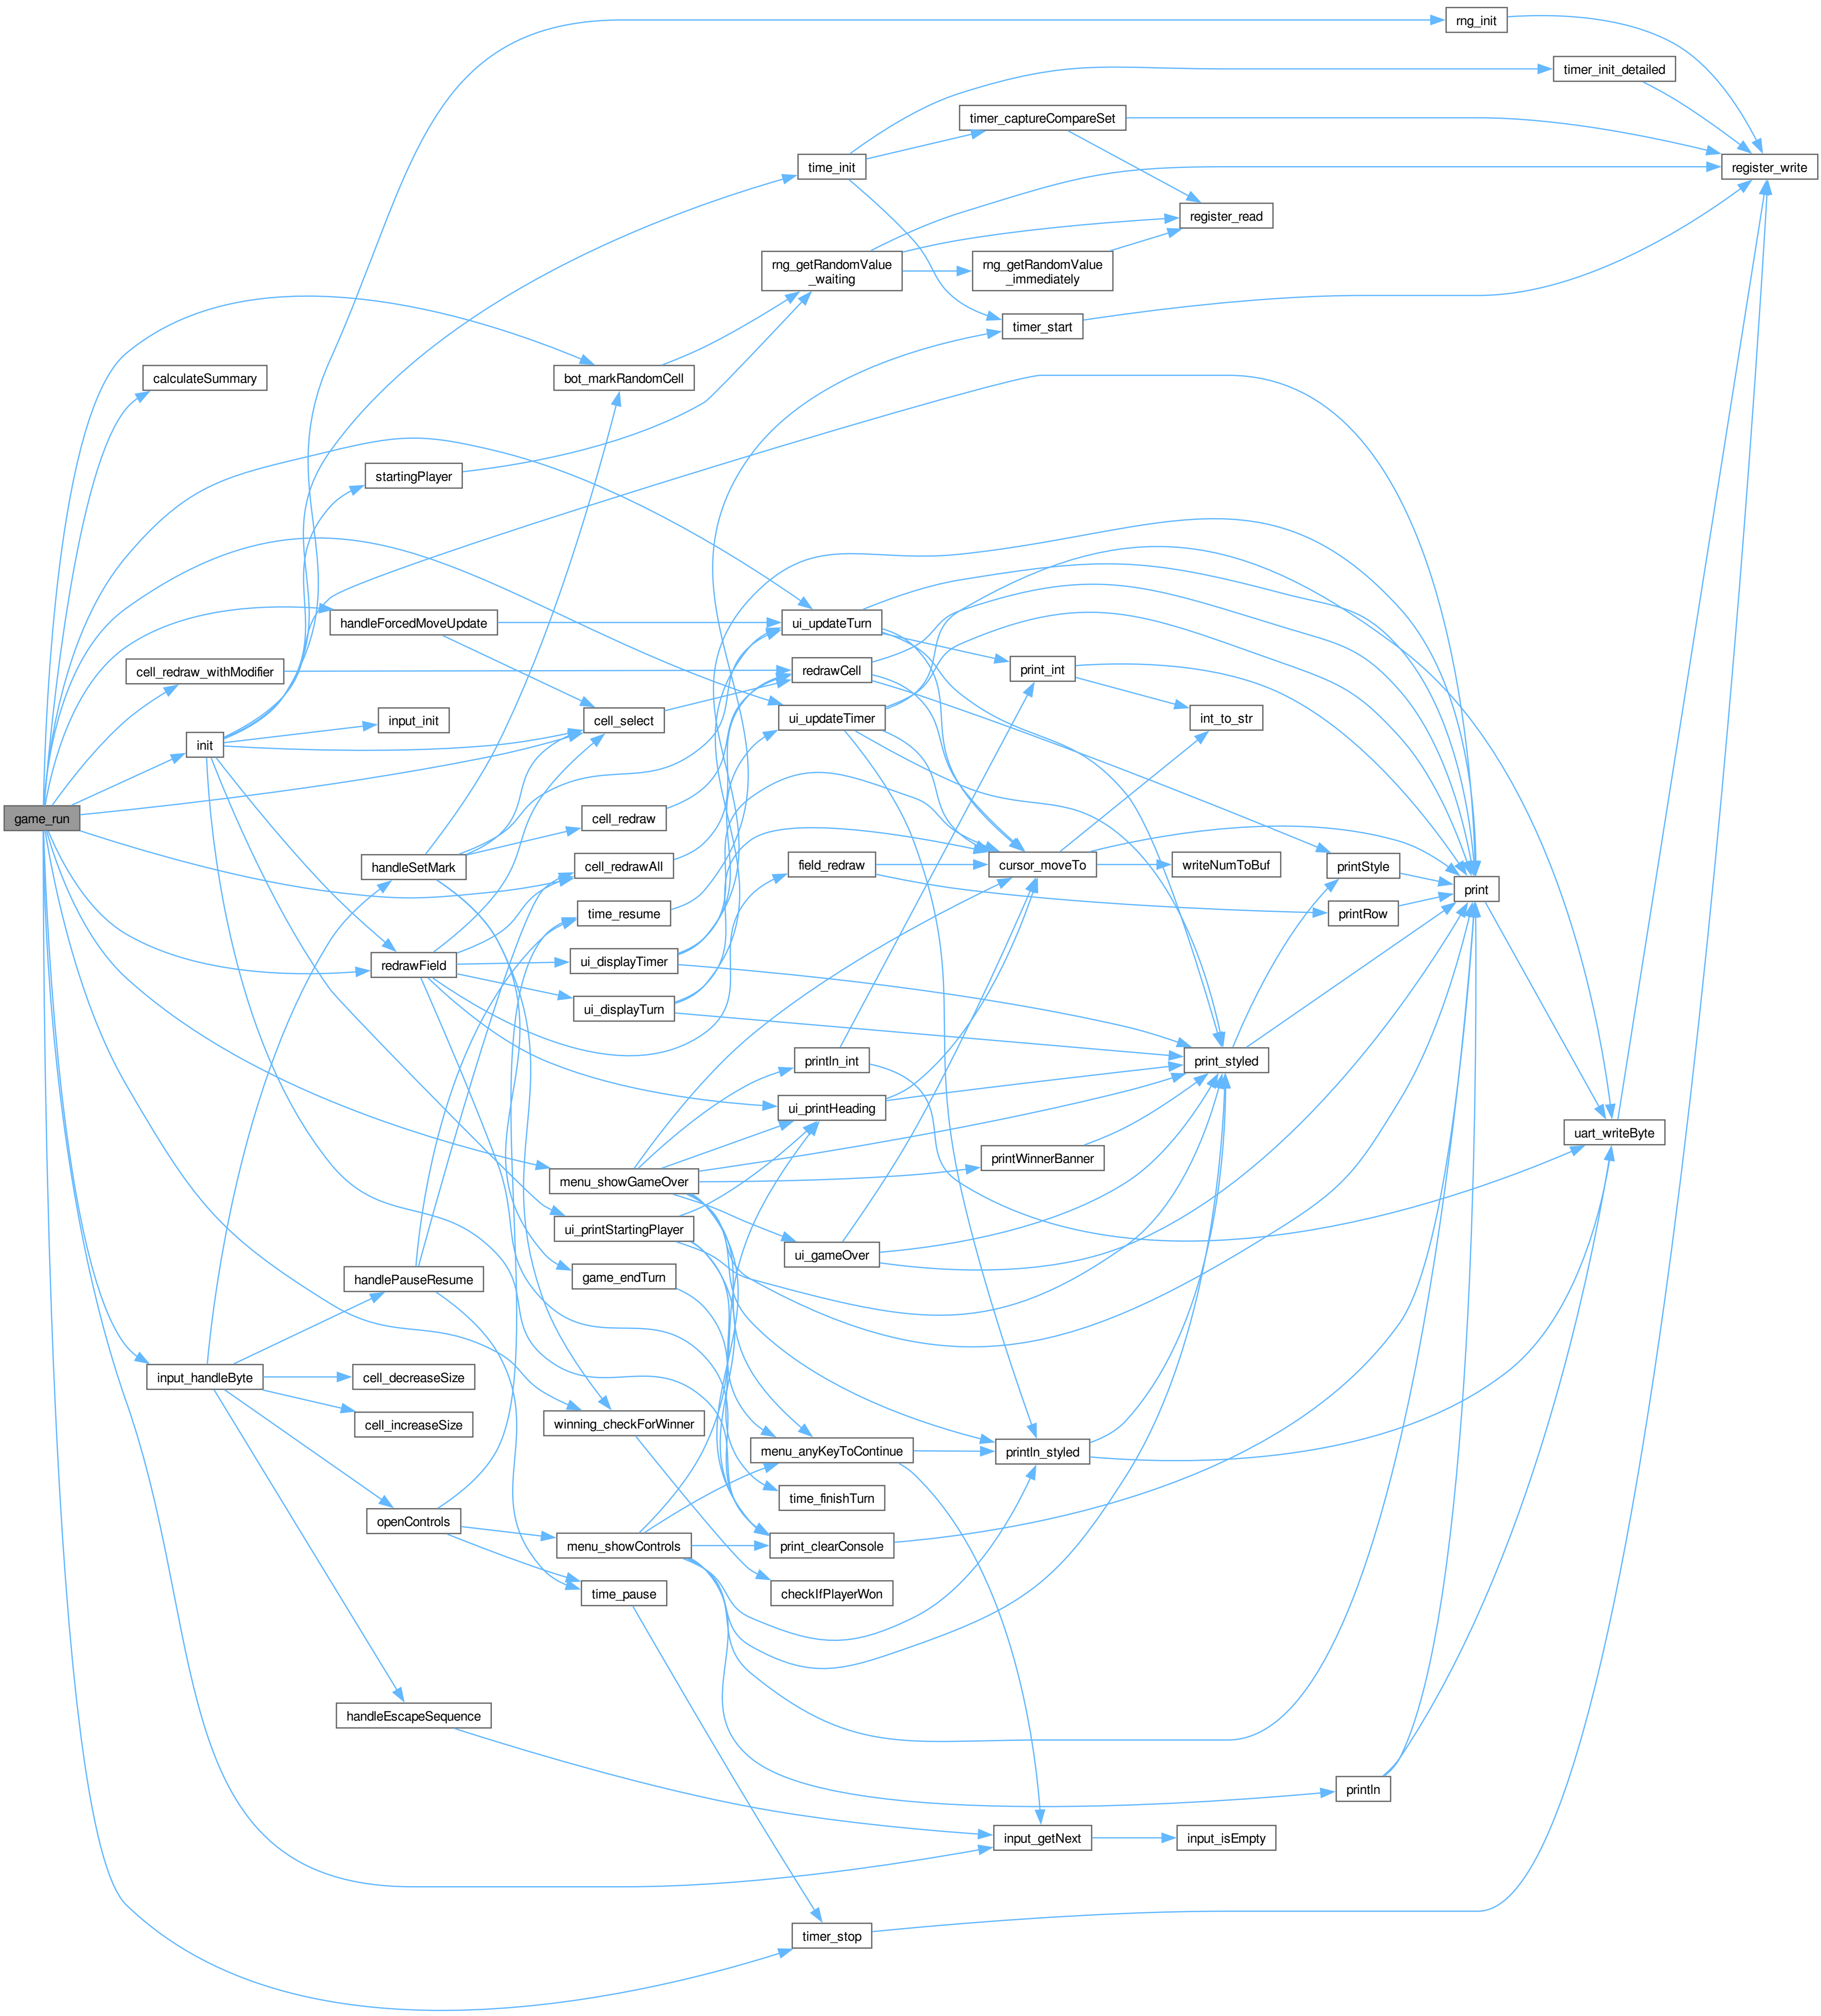 rng_init
timer_init_detailed
timer_captureCompareSet
time_init
register_write
register_read
rng_getRandomValue
_waiting
rng_getRandomValue
_immediately
timer_start
calculateSummary
bot_markRandomCell
startingPlayer
handleForcedMoveUpdate
ui_updateTurn
cell_redraw_withModifier
redrawCell
print_int
input_init
cell_select
ui_updateTimer
int_to_str
init
game_run
cell_redraw
handleSetMark
cell_redrawAll
field_redraw
cursor_moveTo
writeNumToBuf
printStyle
print
time_resume
printRow
redrawField
ui_displayTimer
ui_displayTurn
println_int
print_styled
ui_printHeading
uart_writeByte
printWinnerBanner
menu_showGameOver
ui_printStartingPlayer
ui_gameOver
handlePauseResume
game_endTurn
input_handleByte
cell_decreaseSize
cell_increaseSize
winning_checkForWinner
menu_anyKeyToContinue
println_styled
time_finishTurn
openControls
menu_showControls
print_clearConsole
time_pause
checkIfPlayerWon
handleEscapeSequence
println
input_getNext
input_isEmpty
timer_stop